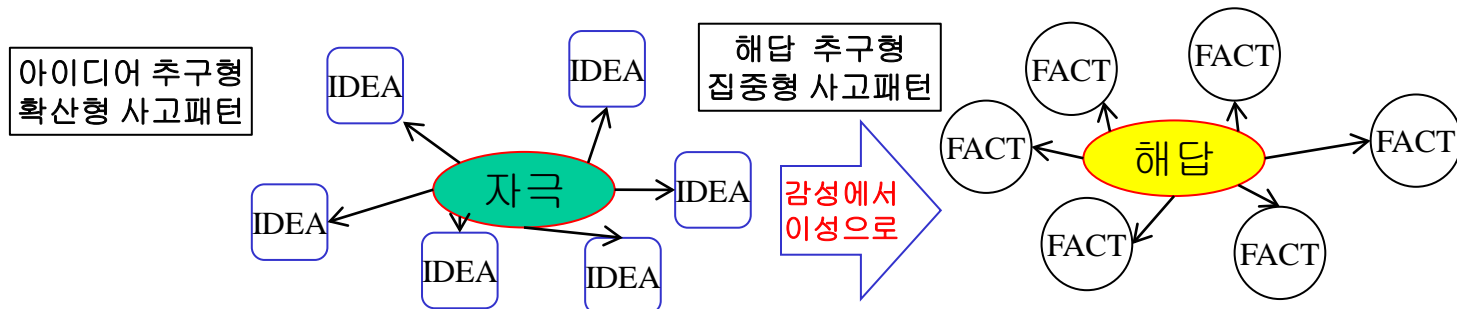 아이디어 추구형
확산형 사고패턴
IDEA
IDEA
IDEA
IDEA
IDEA
IDEA
자극
해답 추구형
집중형 사고패턴
감성에서
이성으로
FACT
FACT
FACT
FACT
FACT
FACT
해답